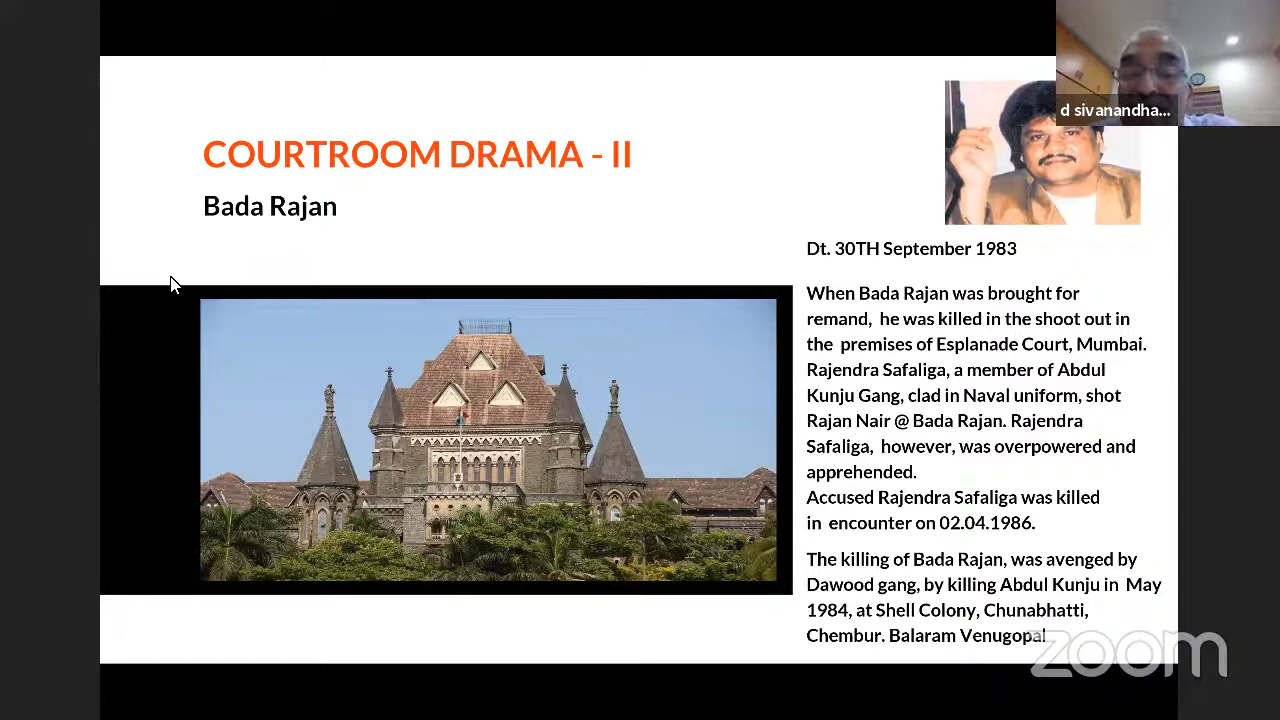 d sivanandha...
COURTROOM DRAMA - II
Bada Rajan
Dt. 30TH September 1983
When Bada Rajan was brought for
remand, he was killed in the shoot out in
the premises of Esplanade Court, Mumbai.
Rajendra Safaliga, a member of Abdul
Kunju Gang, clad in Naval uniform, shot
Rajan Nair @ Bada Rajan. Rajendra
Safaliga, however, was overpowered and
apprehended.
Accused Rajendra Safaliga was killed
in encounter on 02.04.1986.
The killing of Bada Rajan, was avenged by
Dawood gang, by killing Abdul Kunju in May
1984, at Shell Colony, Chunabhatti,
Chembur. Balaram Venugopal
zoom